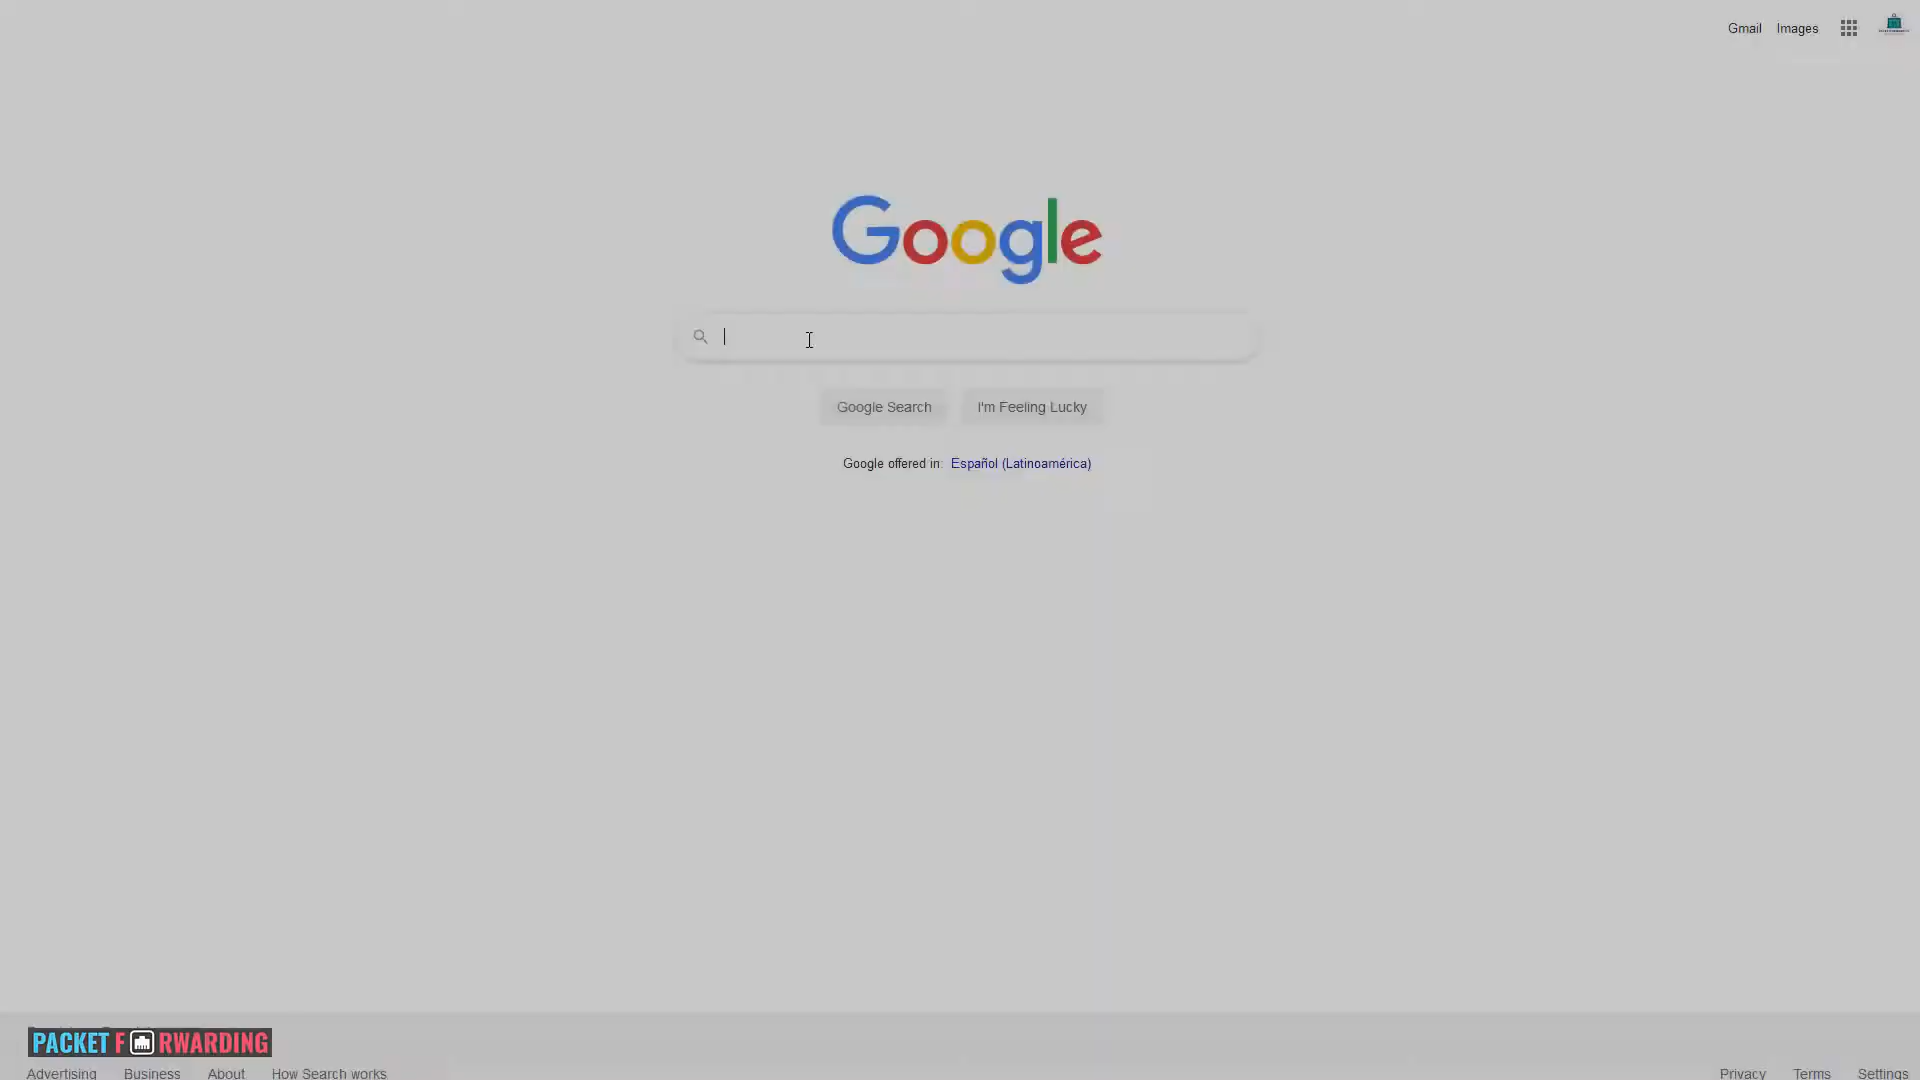 Gmail Images
Google
Google Search I'm Feeling Lucky
Google offered in: Español (Latinoamérica)
PACKET FORWARDING
Advertising Business About How Search works Privacy Terms Settings